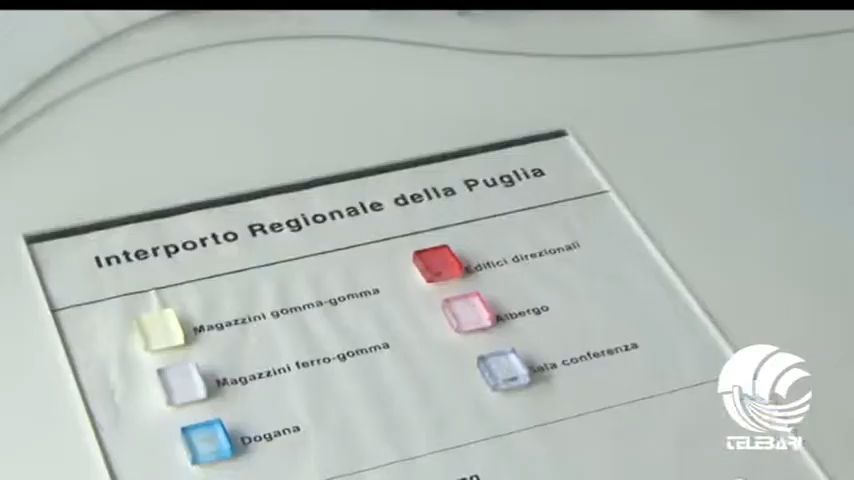 Interporto Regionale della Puglia
Magazzini gomma-gomma
Magazzini ferro-gomma
Dogana
Edifici direzionali
Albergo
Sala conferenza
TELEBARI